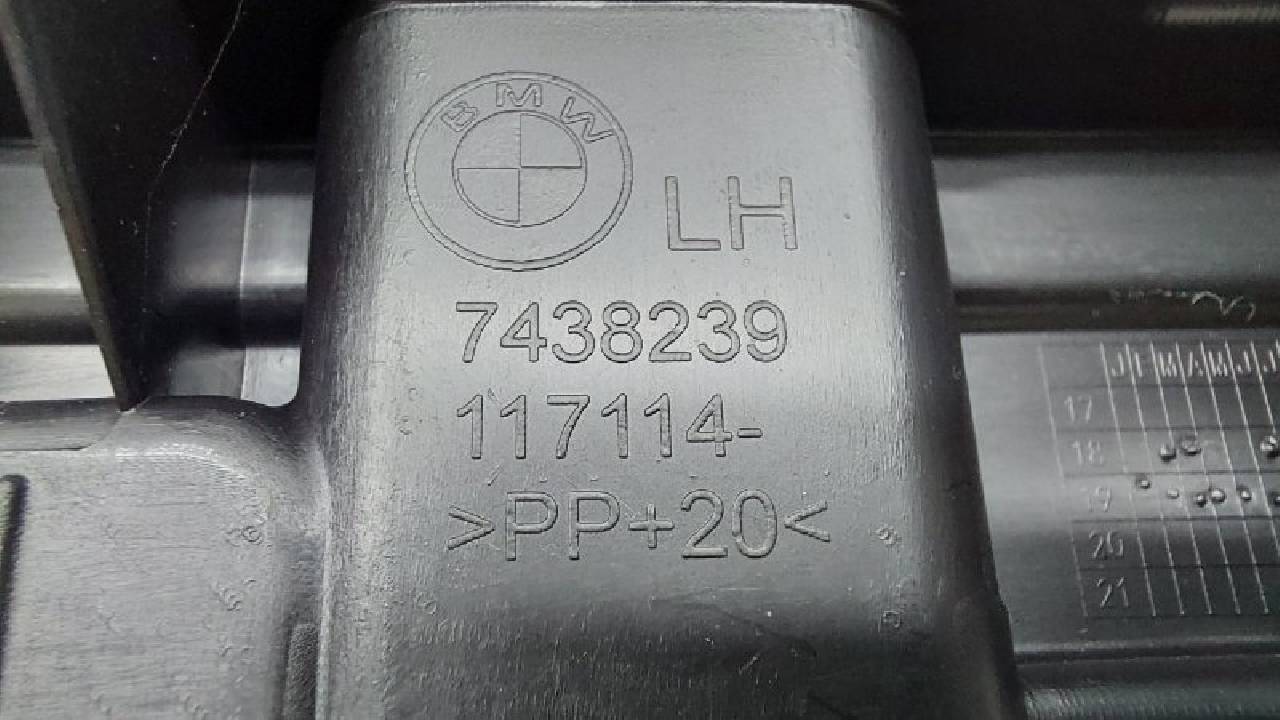 BMW
LH
7438239
117114-
>PP+20<
J F M A M J J
17
18
19
20
21